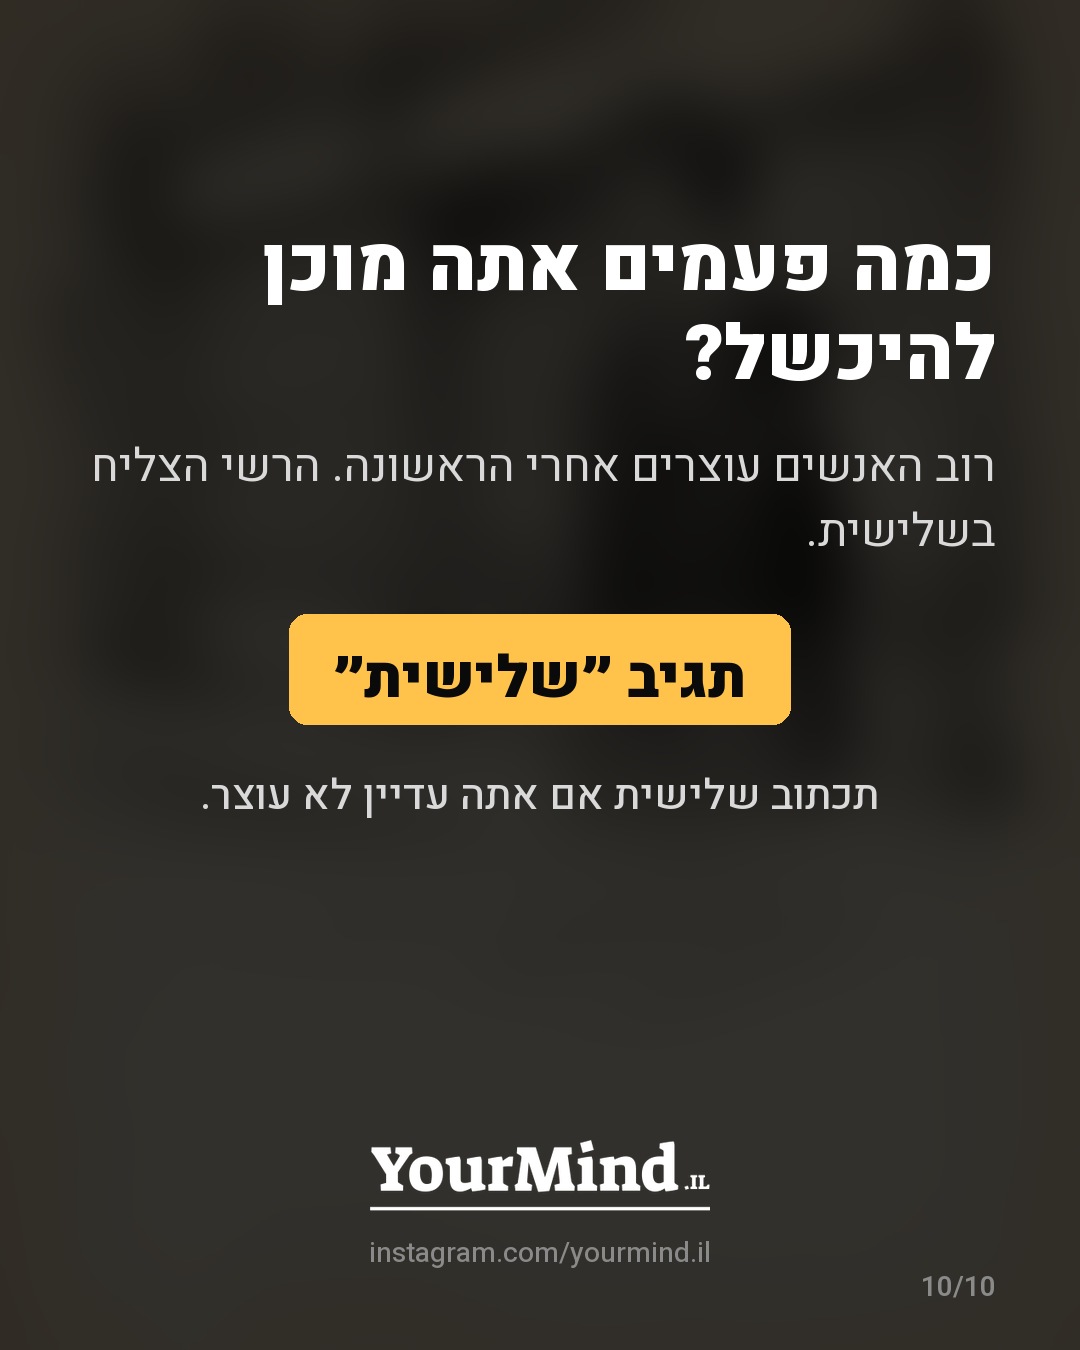 כמה פעמים אתה מוכן
להיכשל?
רוב האנשים עוצרים אחרי הראשונה. הרשי הצליח
בשלישית.
תגיב ״שלישית״
תכתוב שלישית אם אתה עדיין לא עוצר.
YourMind.IL
instagram.com/yourmind.il
10/10